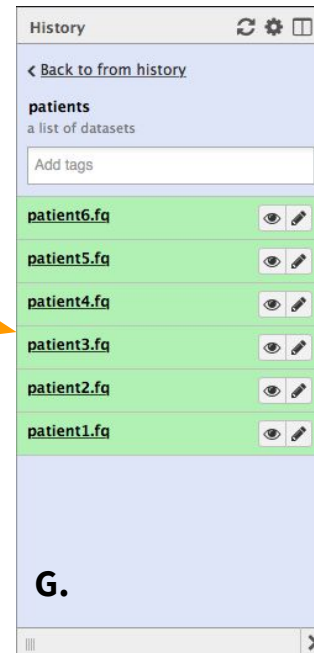 History
< Back to from history
patients
a list of datasets
Add tags
patient6.fq
patient5.fq
patient4.fq
patient3.fq
patient2.fq
patient1.fq
G.